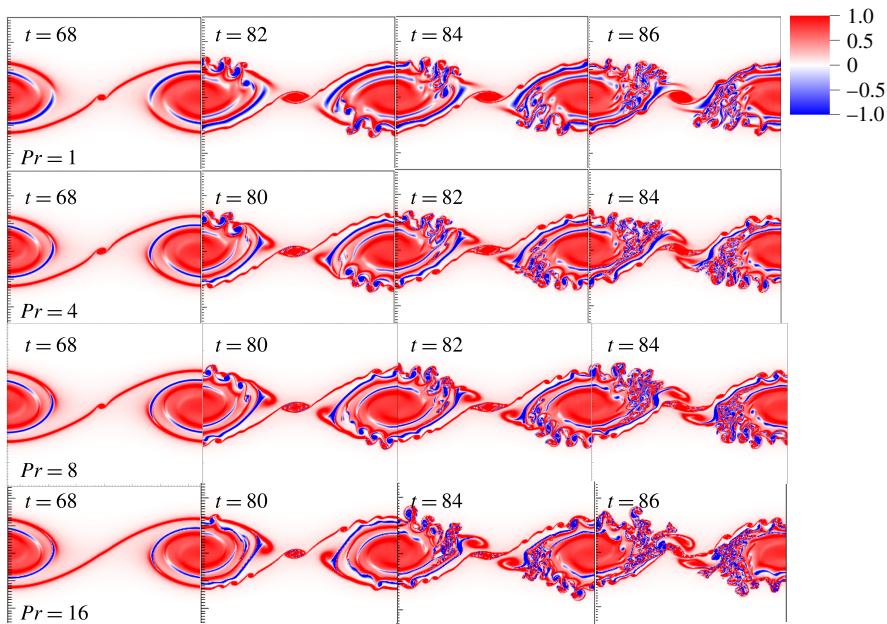 t = 68 t = 82 t = 84 t = 86
Pr = 1
t = 68 t = 80 t = 82 t = 84
Pr = 4
t = 68 t = 80 t = 82 t = 84
Pr = 8
t = 68 t = 80 t = 84 t = 86
Pr = 16
1.0
0.5
0
−0.5
−1.0